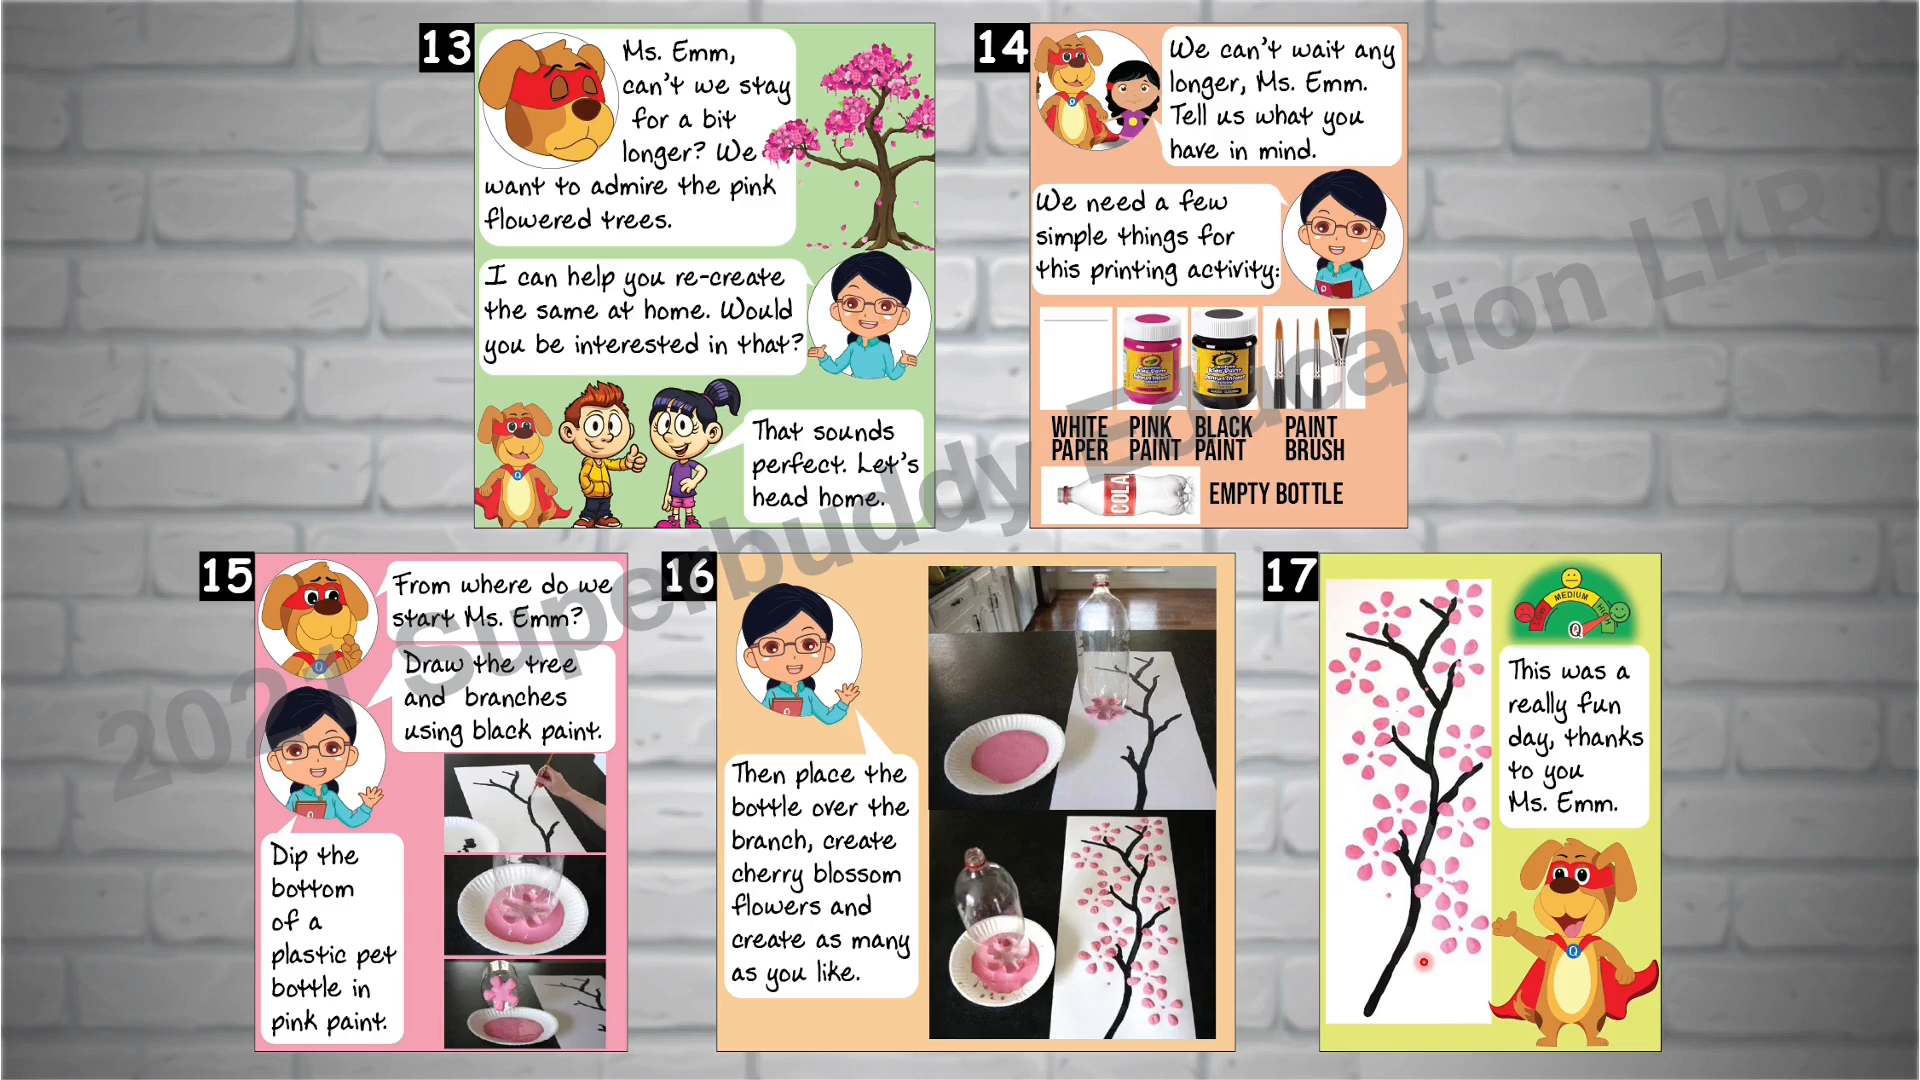 13
Ms. Emm,
can't we stay
for a bit
longer? We
want to admire the pink
flowered trees.
I can help you re-create
the same at home. Would
you be interested in that?
That sounds
perfect. Let's
head home.
14
We can't wait any
longer, Ms. Emm.
Tell us what you
have in mind.
We need a few
simple things for
this printing activity:
WHITE
PAPER
PINK
PAINT
BLACK
PAINT
PAINT
BRUSH
COLA
EMPTY BOTTLE
15
From where do we
start Ms. Emm?
Draw the tree
and branches
using black paint.
Dip the
bottom
of a
plastic pet
bottle in
pink paint.
16
Then place the
bottle over the
branch, create
cherry blossom
flowers and
create as many
as you like.
17
LOW
MEDIUM
HIGH
Q
This was a
really fun
day, thanks
to you
Ms. Emm.
Q
2021 Superbuddy Education LLP